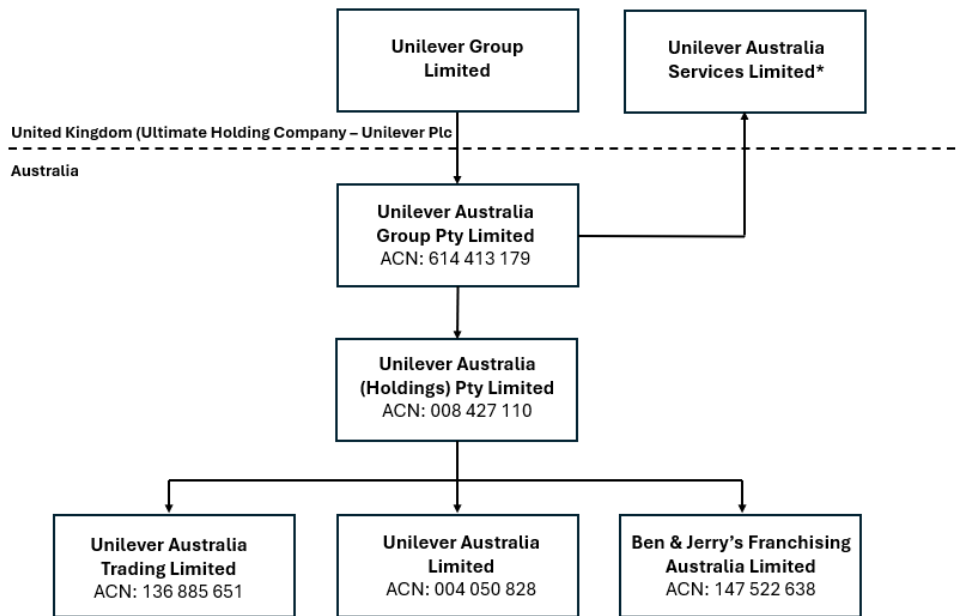 Unilever Group
Limited
Unilever Australia
Services Limited*
United Kingdom (Ultimate Holding Company – Unilever Plc
Australia
Unilever Australia
Group Pty Limited
ACN: 614 413 179
Unilever Australia
(Holdings) Pty Limited
ACN: 008 427 110
Unilever Australia
Trading Limited
ACN: 136 885 651
Unilever Australia
Limited
ACN: 004 050 828
Ben & Jerry’s Franchising
Australia Limited
ACN: 147 522 638